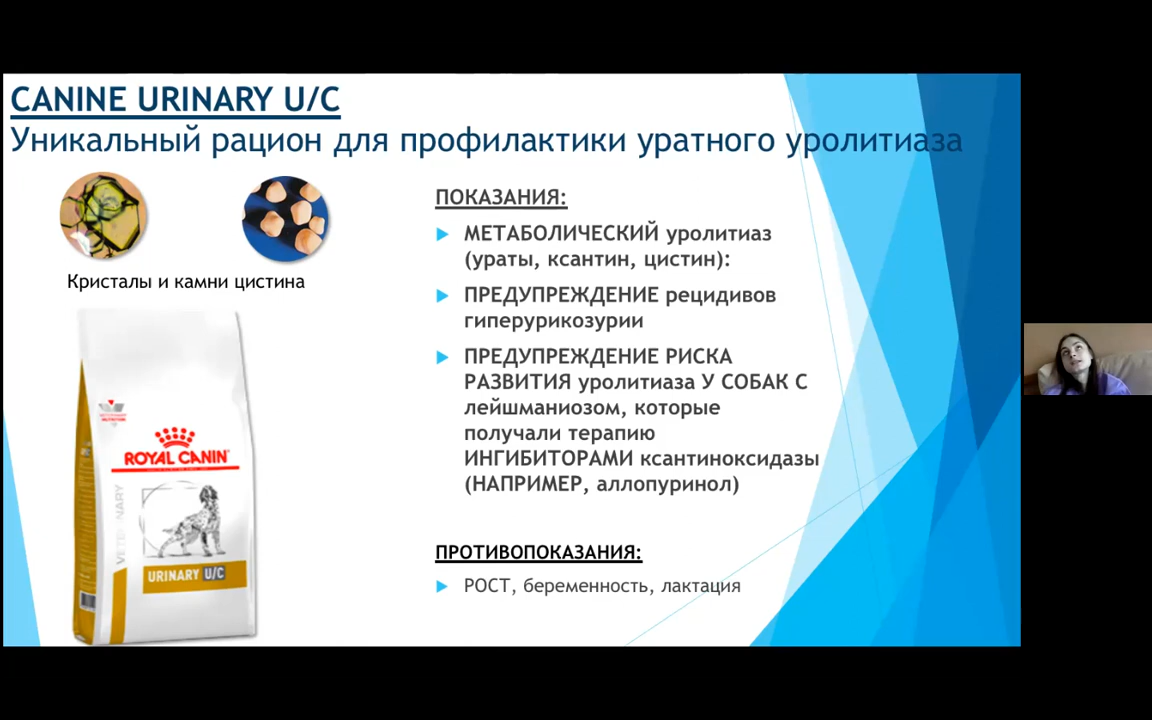 CANINE URINARY U/C
Уникальный рацион для профилактики уратного уролитиаза
Кристалы и камни цистина
ПОКАЗАНИЯ:
МЕТАБОЛИЧЕСКИЙ уролитиаз
(ураты, ксантин, цистин):
ПРЕДУПРЕЖДЕНИЕ рецидивов
гиперурикозурии
ПРЕДУПРЕЖДЕНИЕ РИСКА
РАЗВИТИЯ уролитиаза У СОБАК С
лейшманиозом, которые
получали терапию
ИНГИБИТОРАМИ ксантиноксидазы
(НАПРИМЕР, аллопуринол)
ПРОТИВОПОКАЗАНИЯ:
РОСТ, беременность, лактация
ROYAL CANIN
VETERINARY
URINARY U/C